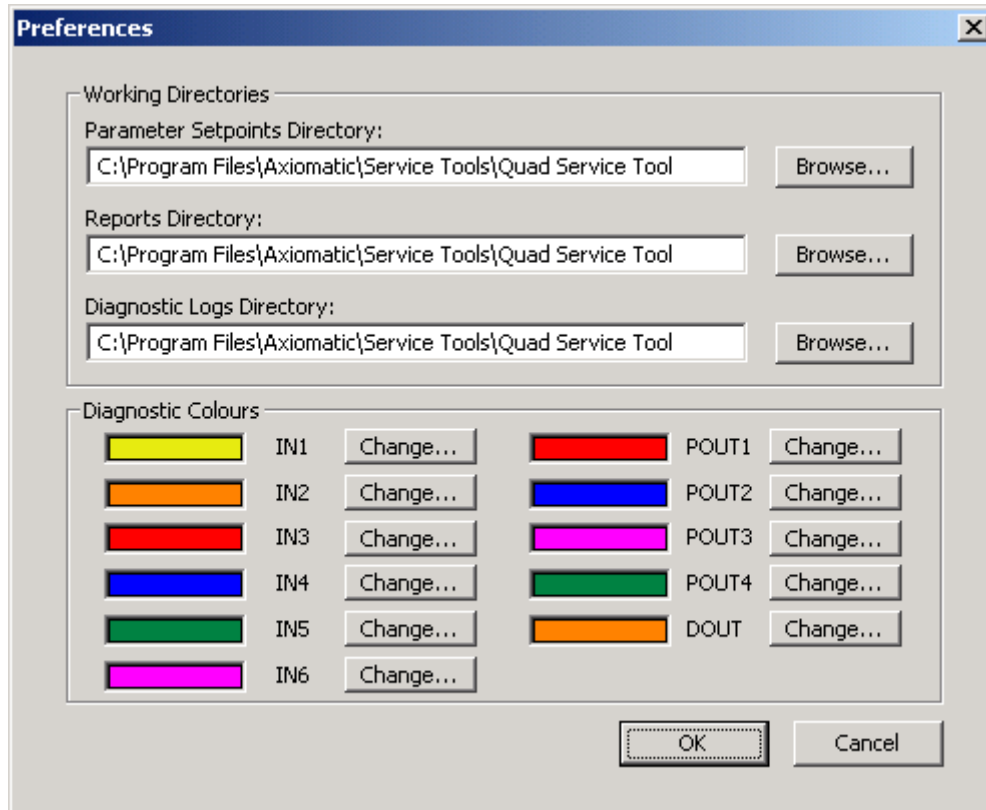 Preferences
Working Directories
Parameter Setpoints Directory:
C:\Program Files\Axiomatic\Service Tools\Quad Service Tool Browse...
Reports Directory:
C:\Program Files\Axiomatic\Service Tools\Quad Service Tool Browse...
Diagnostic Logs Directory:
C:\Program Files\Axiomatic\Service Tools\Quad Service Tool Browse...
Diagnostic Colours
IN1 Change... POUT1 Change...
IN2 Change... POUT2 Change...
IN3 Change... POUT3 Change...
IN4 Change... POUT4 Change...
IN5 Change... DOUT Change...
IN6 Change...
OK Cancel